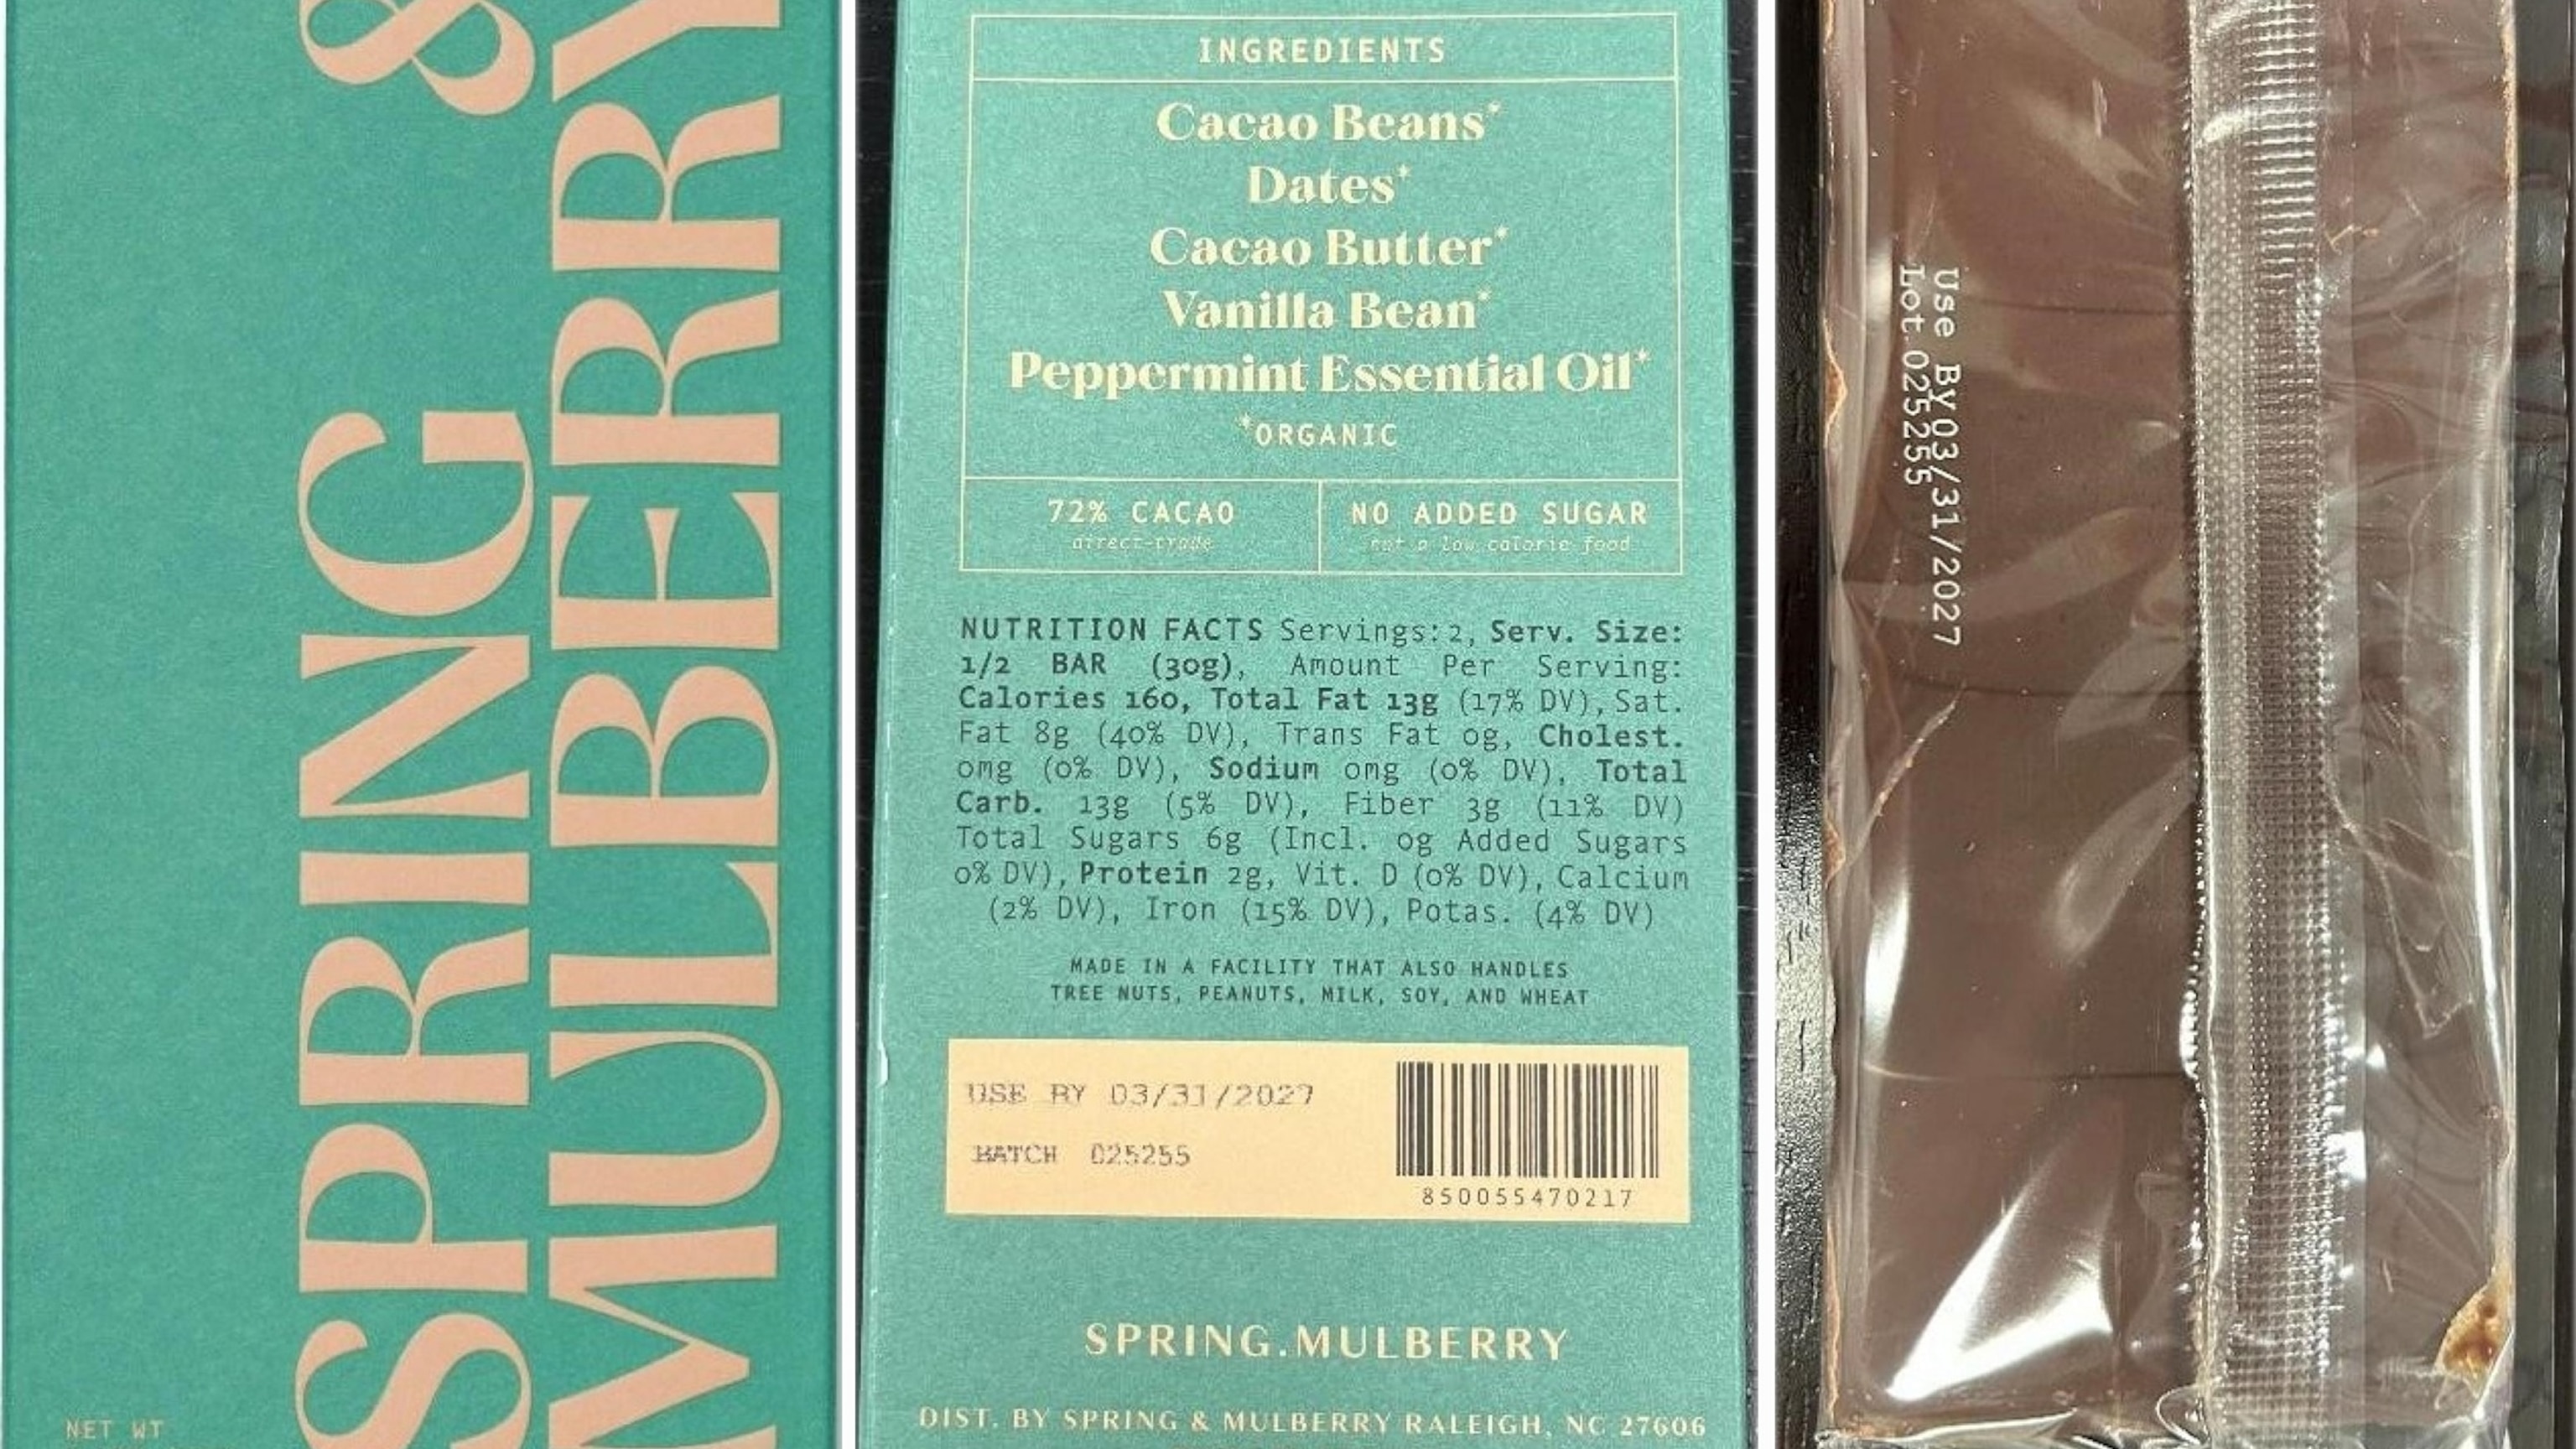 SPRING &
MULBERRY
NET WT
INGREDIENTS
Cacao Beans*
Dates*
Cacao Butter*
Vanilla Bean*
Peppermint Essential Oil*
*ORGANIC
72% CACAO
direct-trade
NO ADDED SUGAR
not a low calorie food
NUTRITION FACTS Servings: 2, Serv. Size:
1/2 BAR (30g), Amount Per Serving:
Calories 160, Total Fat 13g (17% DV), Sat.
Fat 8g (40% DV), Trans Fat 0g, Cholest.
0mg (0% DV), Sodium 0mg (0% DV), Total
Carb. 13g (5% DV), Fiber 3g (11% DV)
Total Sugars 6g (Incl. 0g Added Sugars
0% DV), Protein 2g, Vit. D (0% DV), Calcium
(2% DV), Iron (15% DV), Potas. (4% DV)
MADE IN A FACILITY THAT ALSO HANDLES
TREE NUTS, PEANUTS, MILK, SOY, AND WHEAT
USE BY 03/31/2027
BATCH 025255
850055470217
SPRING.MULBERRY
DIST. BY SPRING & MULBERRY RALEIGH, NC 27606
Use By03/31/2027
Lot 025255